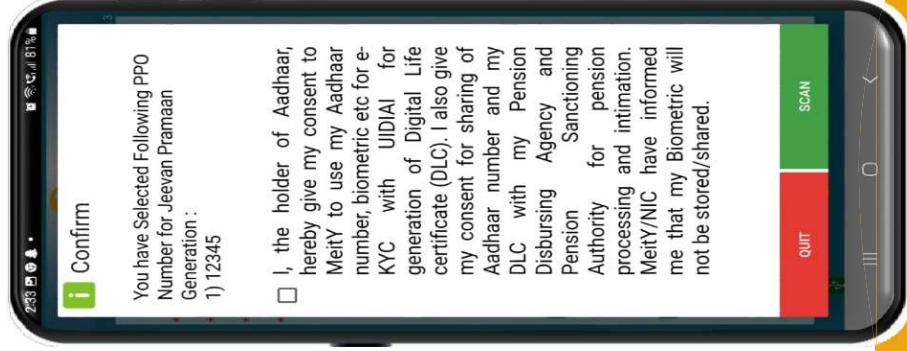 2:33
81%
Confirm
You have Selected Following PPO
Number for Jeevan Pramaan
Generation :
1) 12345
I, the holder of Aadhaar,
hereby give my consent to
MeitY to use my Aadhaar
number, biometric etc for e-
KYC with UIDIAI for
generation of Digital Life
certificate (DLC). I also give
my consent for sharing of
Aadhaar number and my
DLC with my Pension
Disbursing Agency and
Pension Sanctioning
Authority for pension
processing and intimation.
MeitY/NIC have informed
me that my Biometric will
not be stored/shared.
QUIT
SCAN